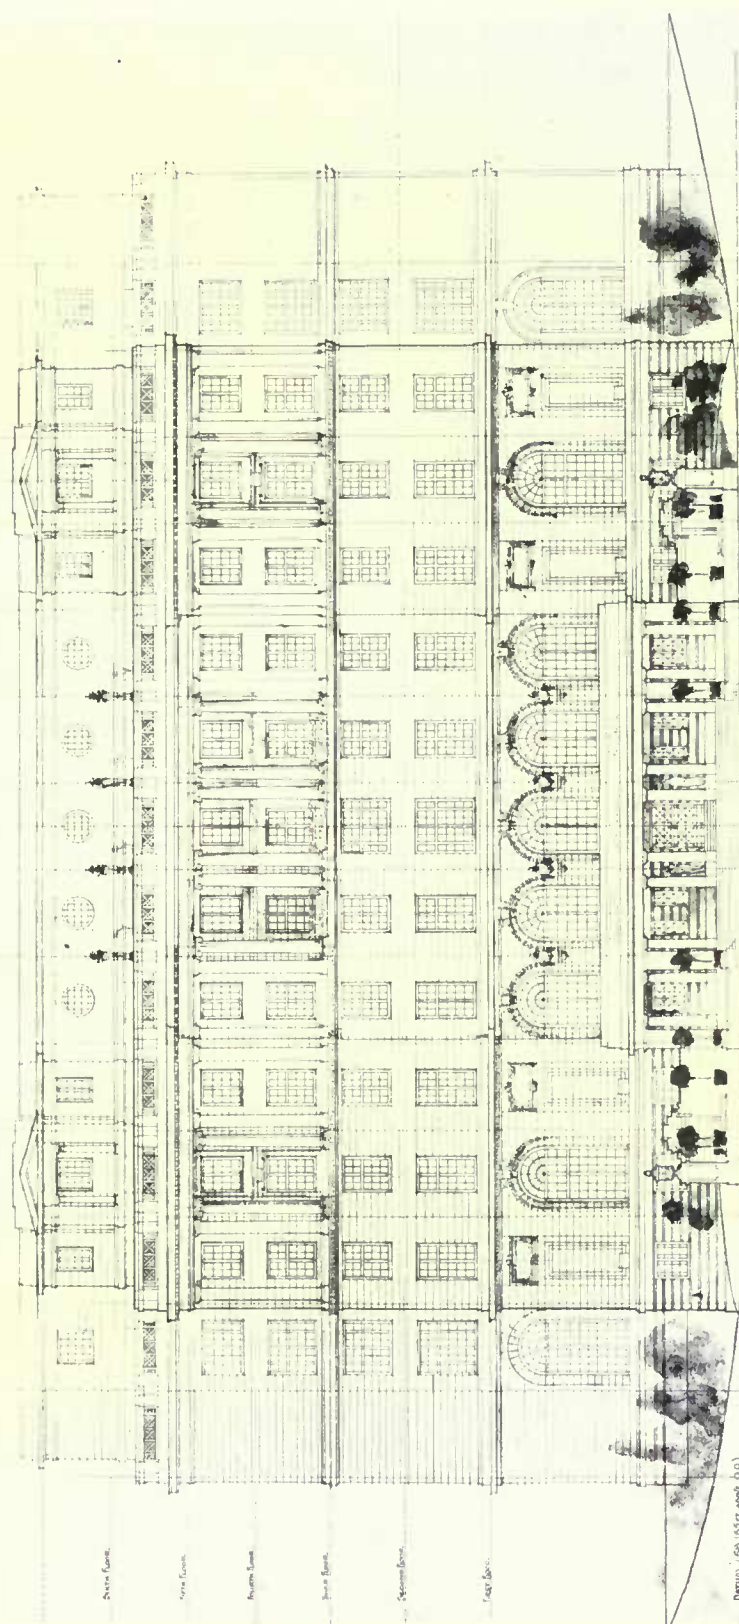 SIXTH FLOOR.
FIFTH FLOOR.
FOURTH FLOOR.
THIRD FLOOR.
SECOND FLOOR.
FIRST FLOOR.
DATUM